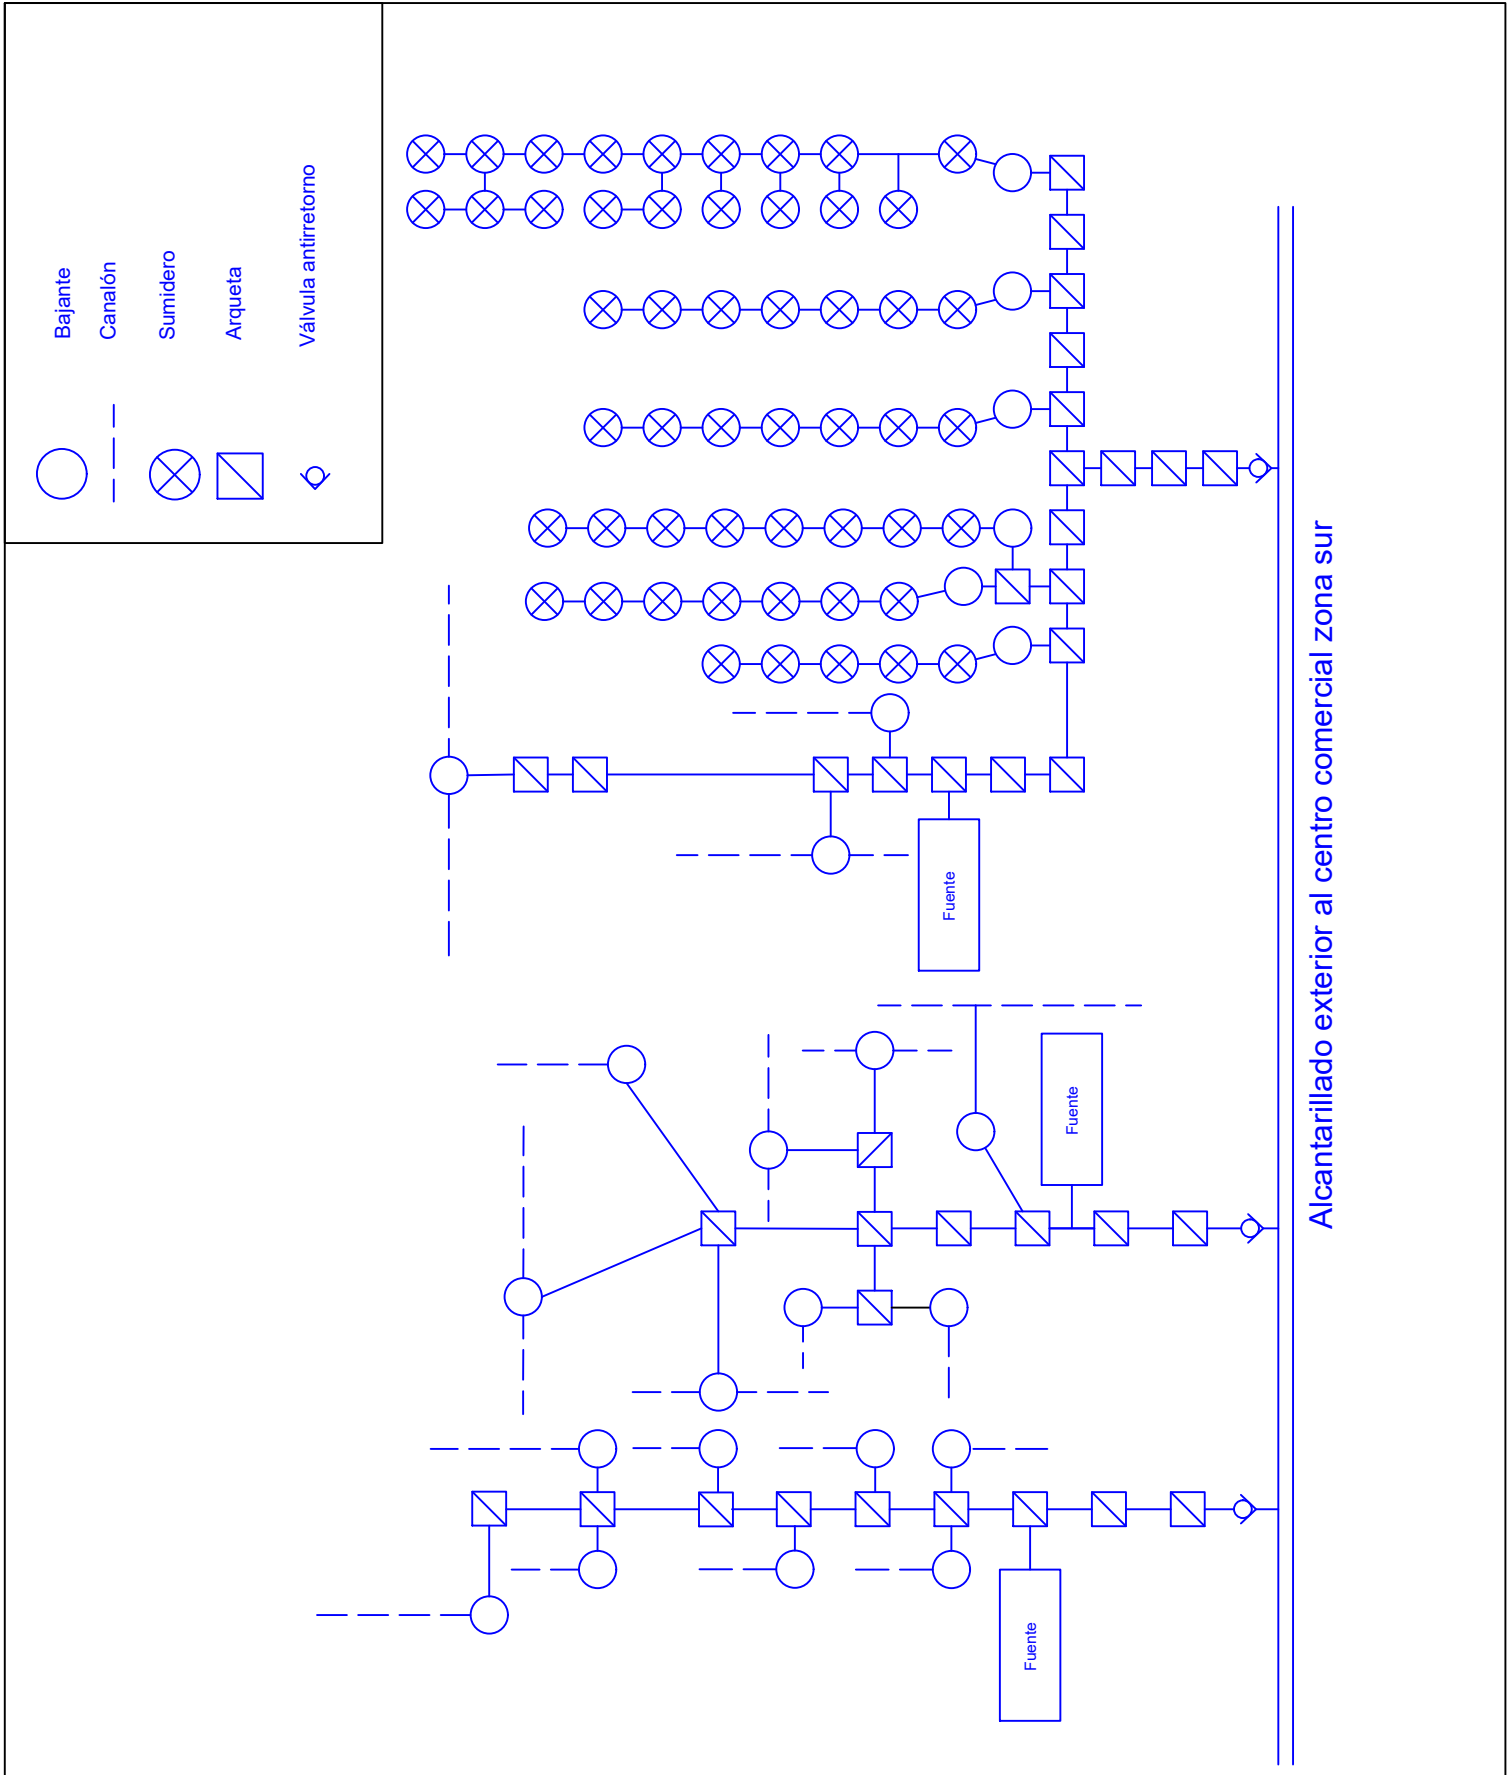 Bajante
Canalón
Sumidero
Arqueta
Válvula antirretorno
Fuente
Fuente
Fuente
Alcantarillado exterior al centro comercial zona sur